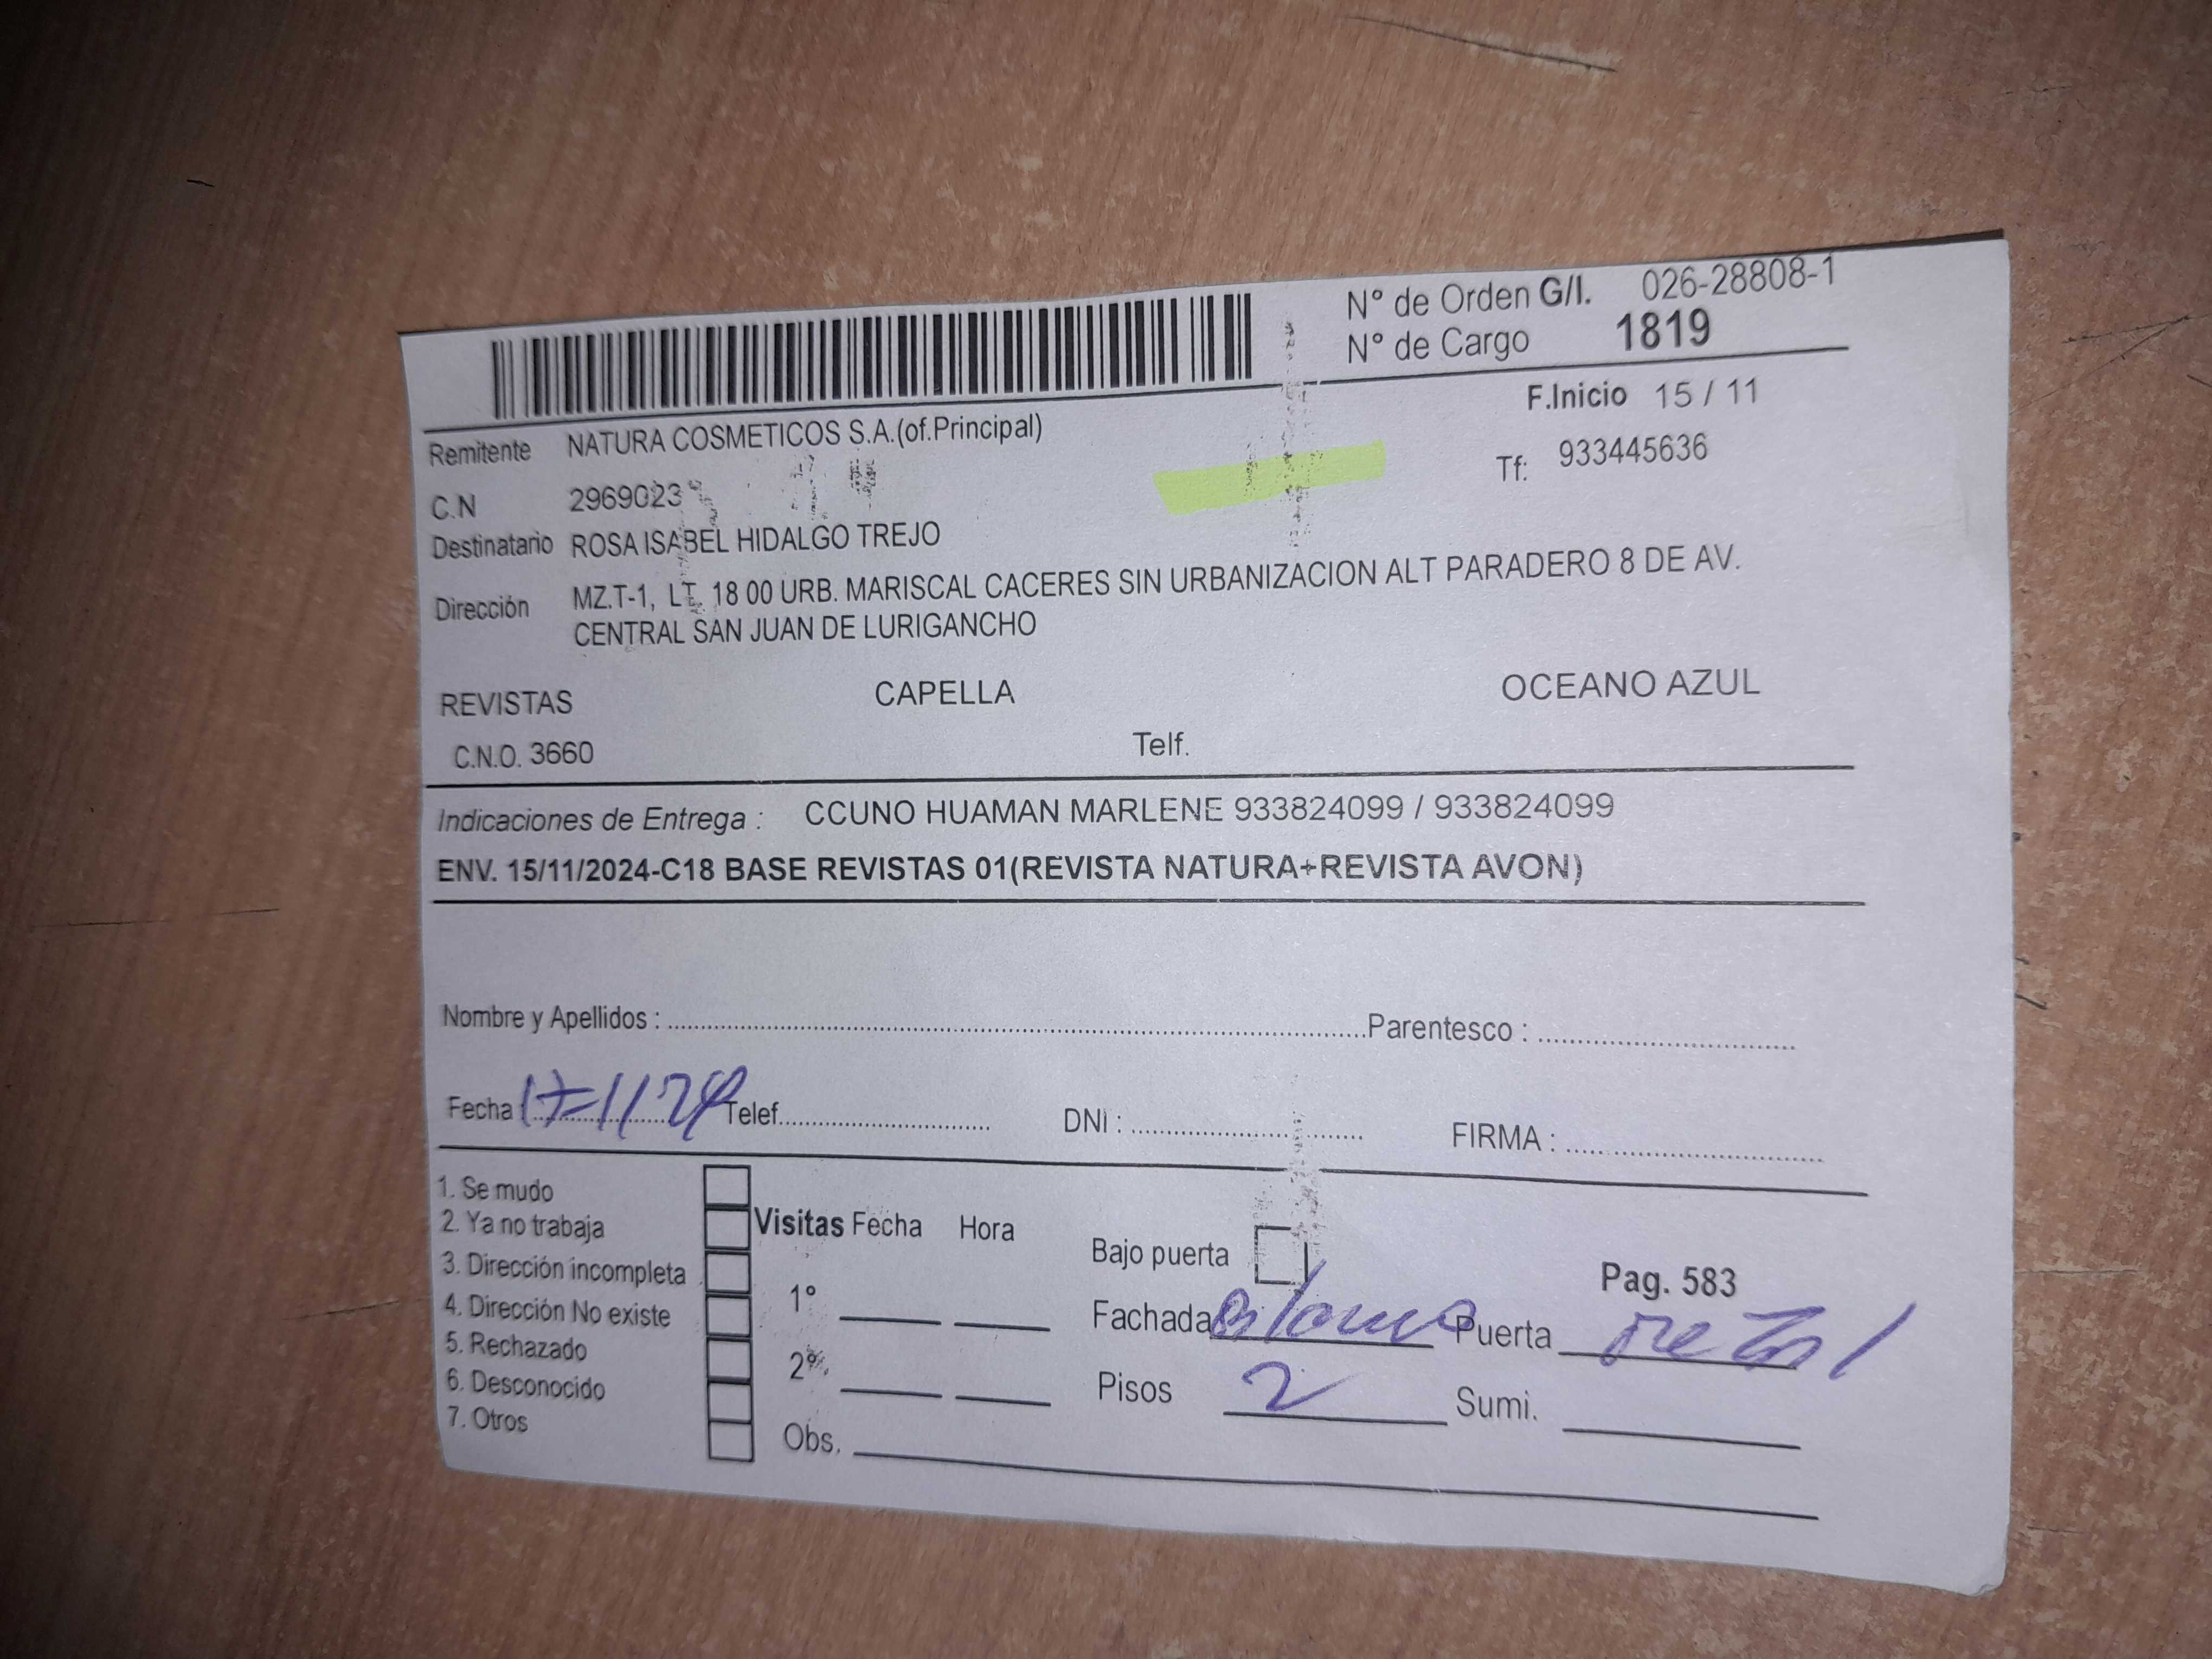 N° de Orden G/I. 026-28808-1
N° de Cargo 1819
F.Inicio 15 / 11
Remitente NATURA COSMETICOS S.A.(of.Principal)
Tf: 933445636
C.N 2969023
Destinatario ROSA ISABEL HIDALGO TREJO
Dirección MZ.T-1, LT. 18 00 URB. MARISCAL CACERES SIN URBANIZACION ALT PARADERO 8 DE AV.
CENTRAL SAN JUAN DE LURIGANCHO
REVISTAS CAPELLA OCEANO AZUL
C.N.O. 3660 Telf.
Indicaciones de Entrega : CCUNO HUAMAN MARLENE 933824099 / 933824099
ENV. 15/11/2024-C18 BASE REVISTAS 01(REVISTA NATURA+REVISTA AVON)
Nombre y Apellidos : Parentesco :
Fecha : 17=1124 Telef. DNI : FIRMA :
1. Se mudo
2. Ya no trabaja
3. Dirección incompleta
4. Dirección No existe
5. Rechazado
6. Desconocido
7. Otros
Visitas Fecha Hora
1°
2°
Obs.
Bajo puerta
Pag. 583
Fachada Puerta
Pisos 2 Sumi.